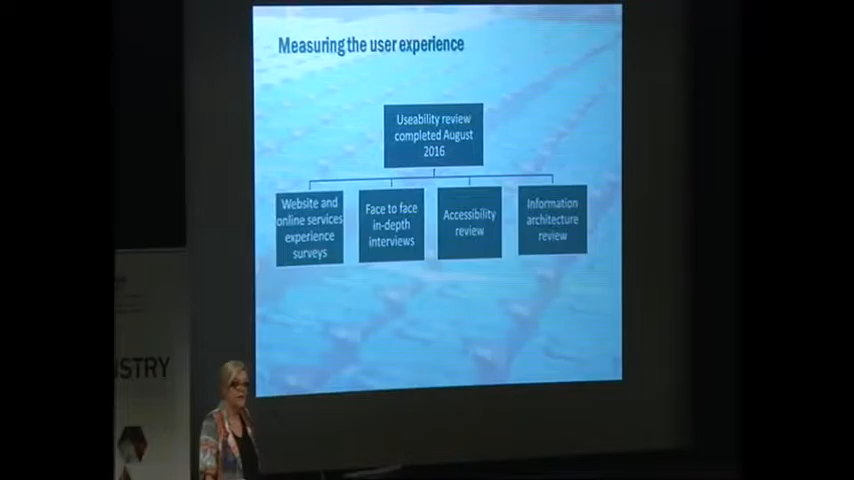 Measuring the user experience
Useability review
completed August
2016
Website and
online services
experience
surveys
Face to face
in-depth
interviews
Accessibility
review
Information
architecture
review
ISTRY